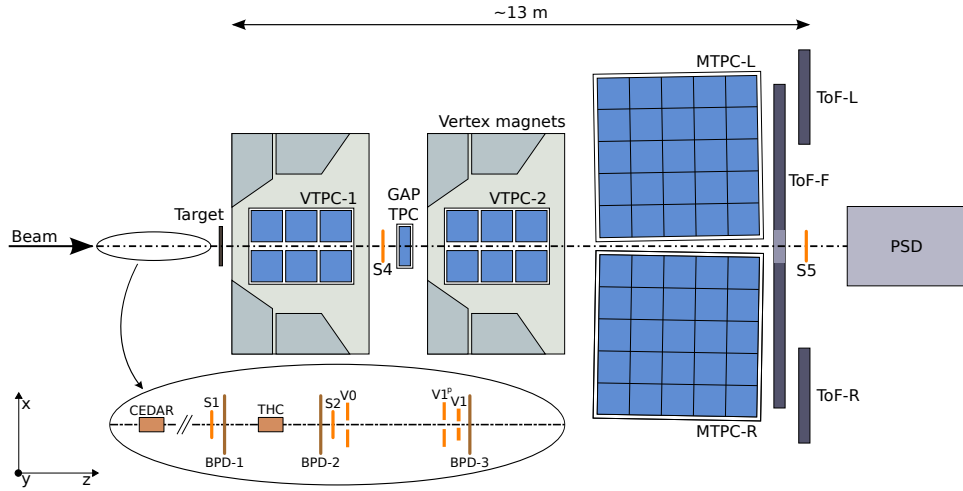 ~13 m
MTPC-L
ToF-L
Vertex magnets
ToF-F
GAP
TPC
VTPC-1
VTPC-2
Target
Beam
S4
S5
PSD
x
y
z
CEDAR
S1
BPD-1
THC
BPD-2
S2
V0
V1ᵖ
V1
BPD-3
MTPC-R
ToF-R